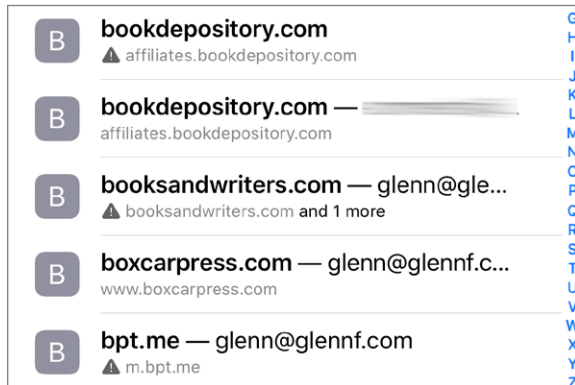 B
bookdepository.com
affiliates.bookdepository.com
B
bookdepository.com —
affiliates.bookdepository.com
B
booksandwriters.com — glenn@gle...
booksandwriters.com and 1 more
B
boxcarpress.com — glenn@glennf.c...
www.boxcarpress.com
B
bpt.me — glenn@glennf.com
m.bpt.me
G
H
I
J
K
L
M
N
O
P
Q
R
S
T
U
V
W
X
Y
Z